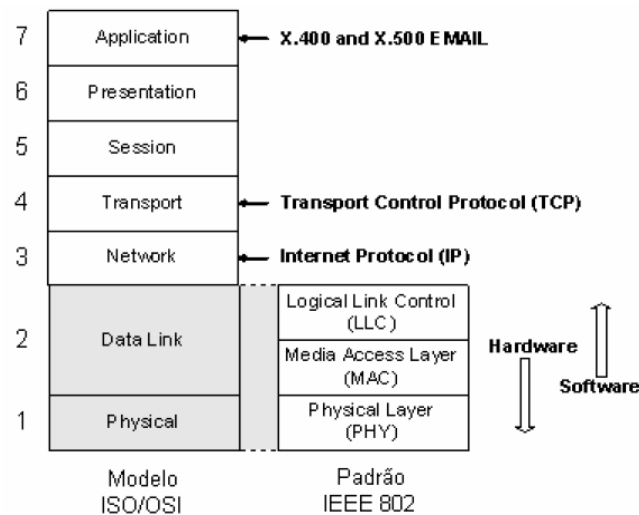 7 Application X.400 and X.500 EMAIL
6 Presentation
5 Session
4 Transport Transport Control Protocol (TCP)
3 Network Internet Protocol (IP)
2 Data Link
Logical Link Control
(LLC)
Media Access Layer
(MAC)
Hardware
Software
1 Physical
Physical Layer
(PHY)
Modelo
ISO/OSI
Padrão
IEEE 802